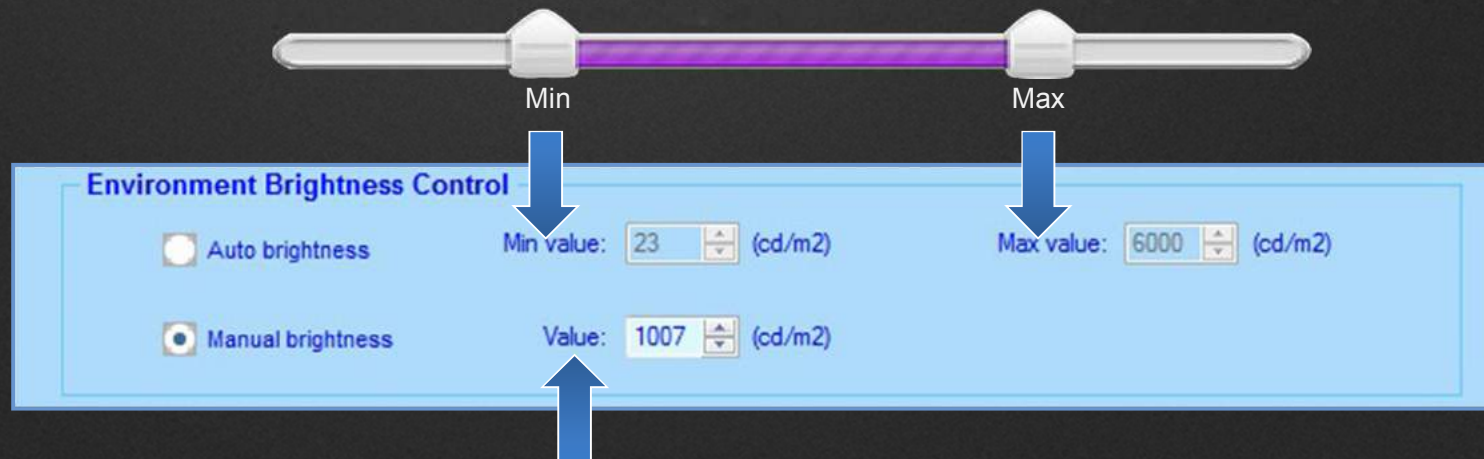 Min Max
Environment Brightness Control
Auto brightness Min value: 23 (cd/m2) Max value: 6000 (cd/m2)
Manual brightness Value: 1007 (cd/m2)